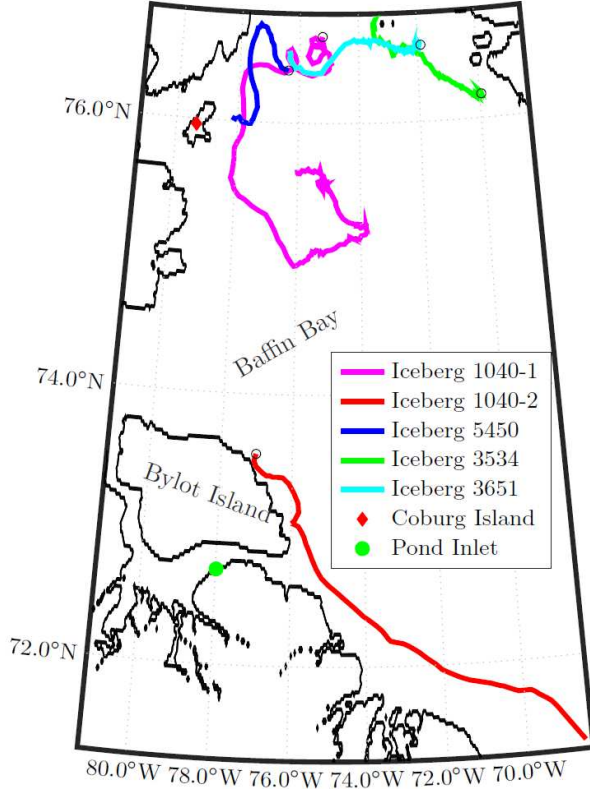 76.0°N
Baffin Bay
74.0°N
Iceberg 1040-1
Iceberg 1040-2
Iceberg 5450
Iceberg 3534
Iceberg 3651
Coburg Island
Pond Inlet
Bylot Island
72.0°N
80.0°W 78.0°W 76.0°W 74.0°W 72.0°W 70.0°W